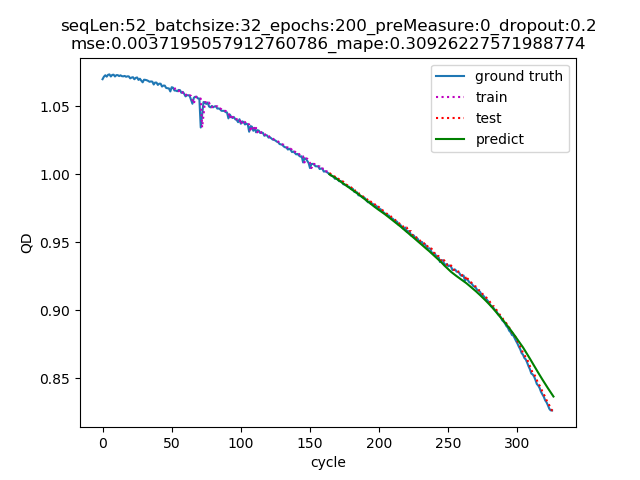 seqLen:52_batchsize:32_epochs:200_preMeasure:0_dropout:0.2
mse:0.0037195057912760786_mape:0.30926227571988774
ground truth
train
test
predict
1.05
1.00
0.95
0.90
0.85
QD
0 50 100 150 200 250 300
cycle